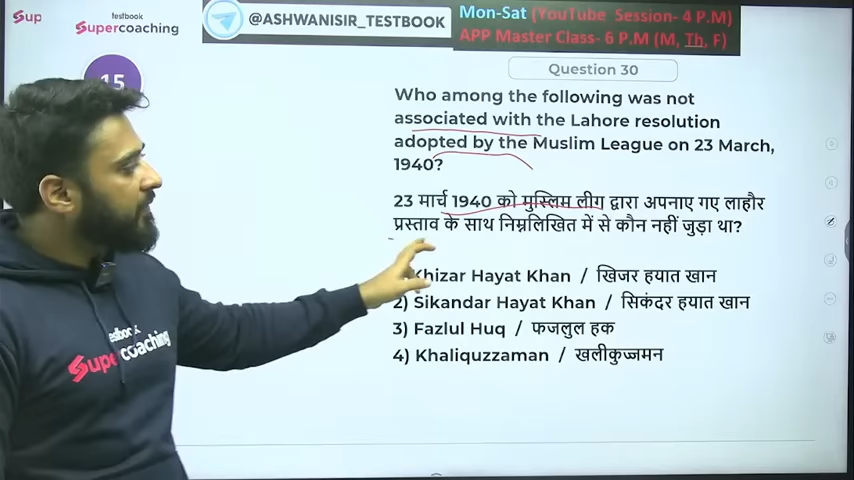 Sup
testbook
Supercoaching
@ASHWANISIR_TESTBOOK
Mon-Sat (YouTube Session- 4 P.M)
APP Master Class- 6 P.M (M, Th, F)
15
Question 30
Who among the following was not
associated with the Lahore resolution
adopted by the Muslim League on 23 March,
1940?
23 मार्च 1940 को मुस्लिम लीग द्वारा अपनाए गए लाहौर
प्रस्ताव के साथ निम्नलिखित में से कौन नहीं जुड़ा था?
Khizar Hayat Khan / खिजर हयात खान
2) Sikandar Hayat Khan / सिकंदर हयात खान
3) Fazlul Huq / फजलुल हक
4) Khaliquzzaman / खलीकुज्जमन
testbook
Supercoaching